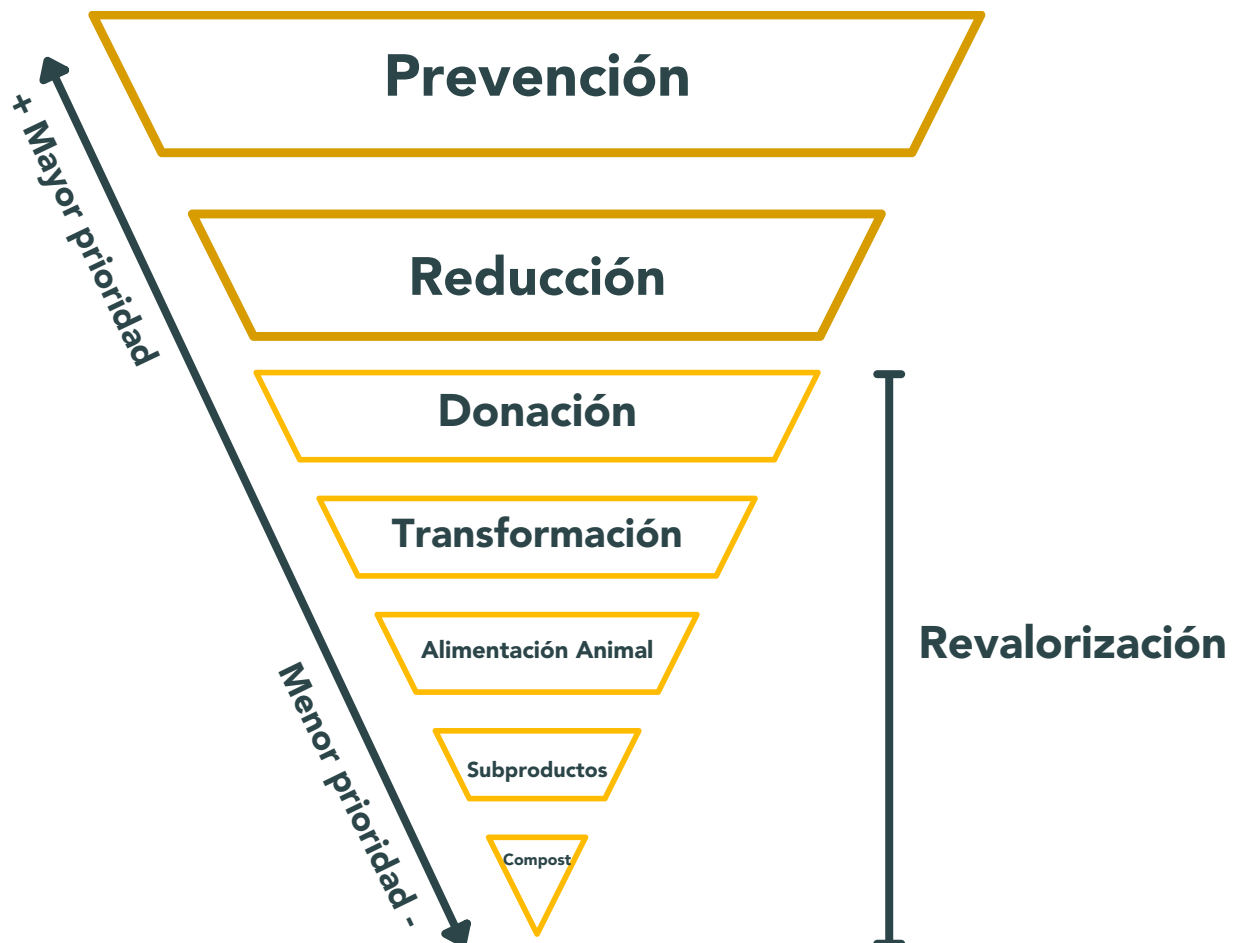 Prevención
+ Mayor prioridad
Reducción
Donación
Transformación
Alimentación Animal
Revalorización
Menor prioridad -
Subproductos
Compost